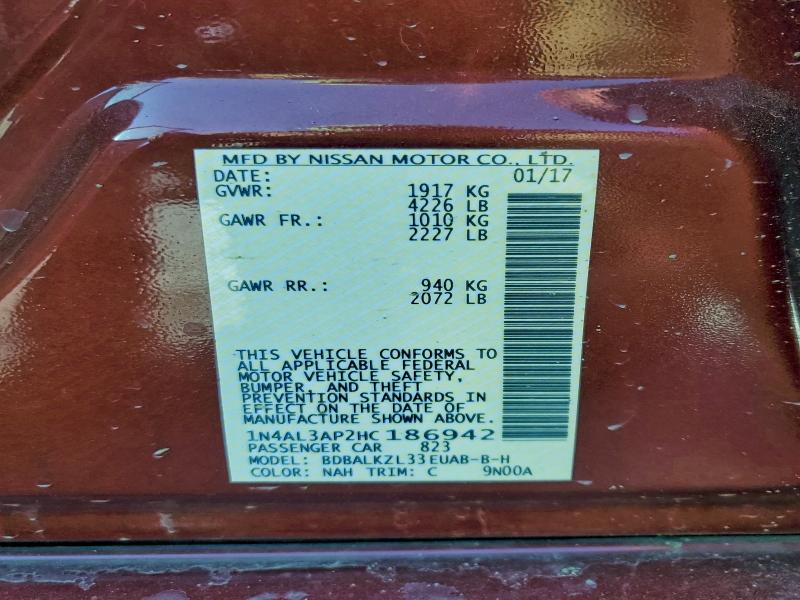 MFD BY NISSAN MOTOR CO., LTD.
DATE: 01/17
GVWR: 1917 KG
4226 LB
GAWR FR.: 1010 KG
2227 LB
GAWR RR.: 940 KG
2072 LB
THIS VEHICLE CONFORMS TO
ALL APPLICABLE FEDERAL
MOTOR VEHICLE SAFETY,
BUMPER, AND THEFT
PREVENTION STANDARDS IN
EFFECT ON THE DATE OF
MANUFACTURE SHOWN ABOVE.
1N4AL3AP2HC186942
PASSENGER CAR 823
MODEL: BDBALKZL33EUAB-B-H
COLOR: NAH TRIM: C 9N00A